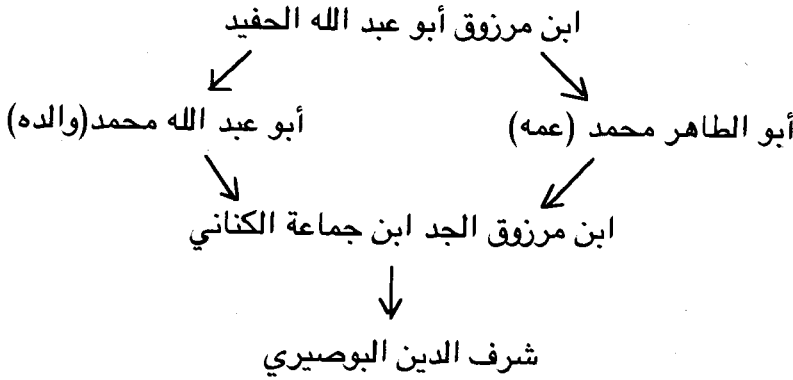 ابن مرزوق أبو عبد الله الحفيد
أبو الطاهر محمد (عمه)
أبو عبد الله محمد(والده)
ابن مرزوق الجد ابن جماعة الكناني
شرف الدين البوصيري